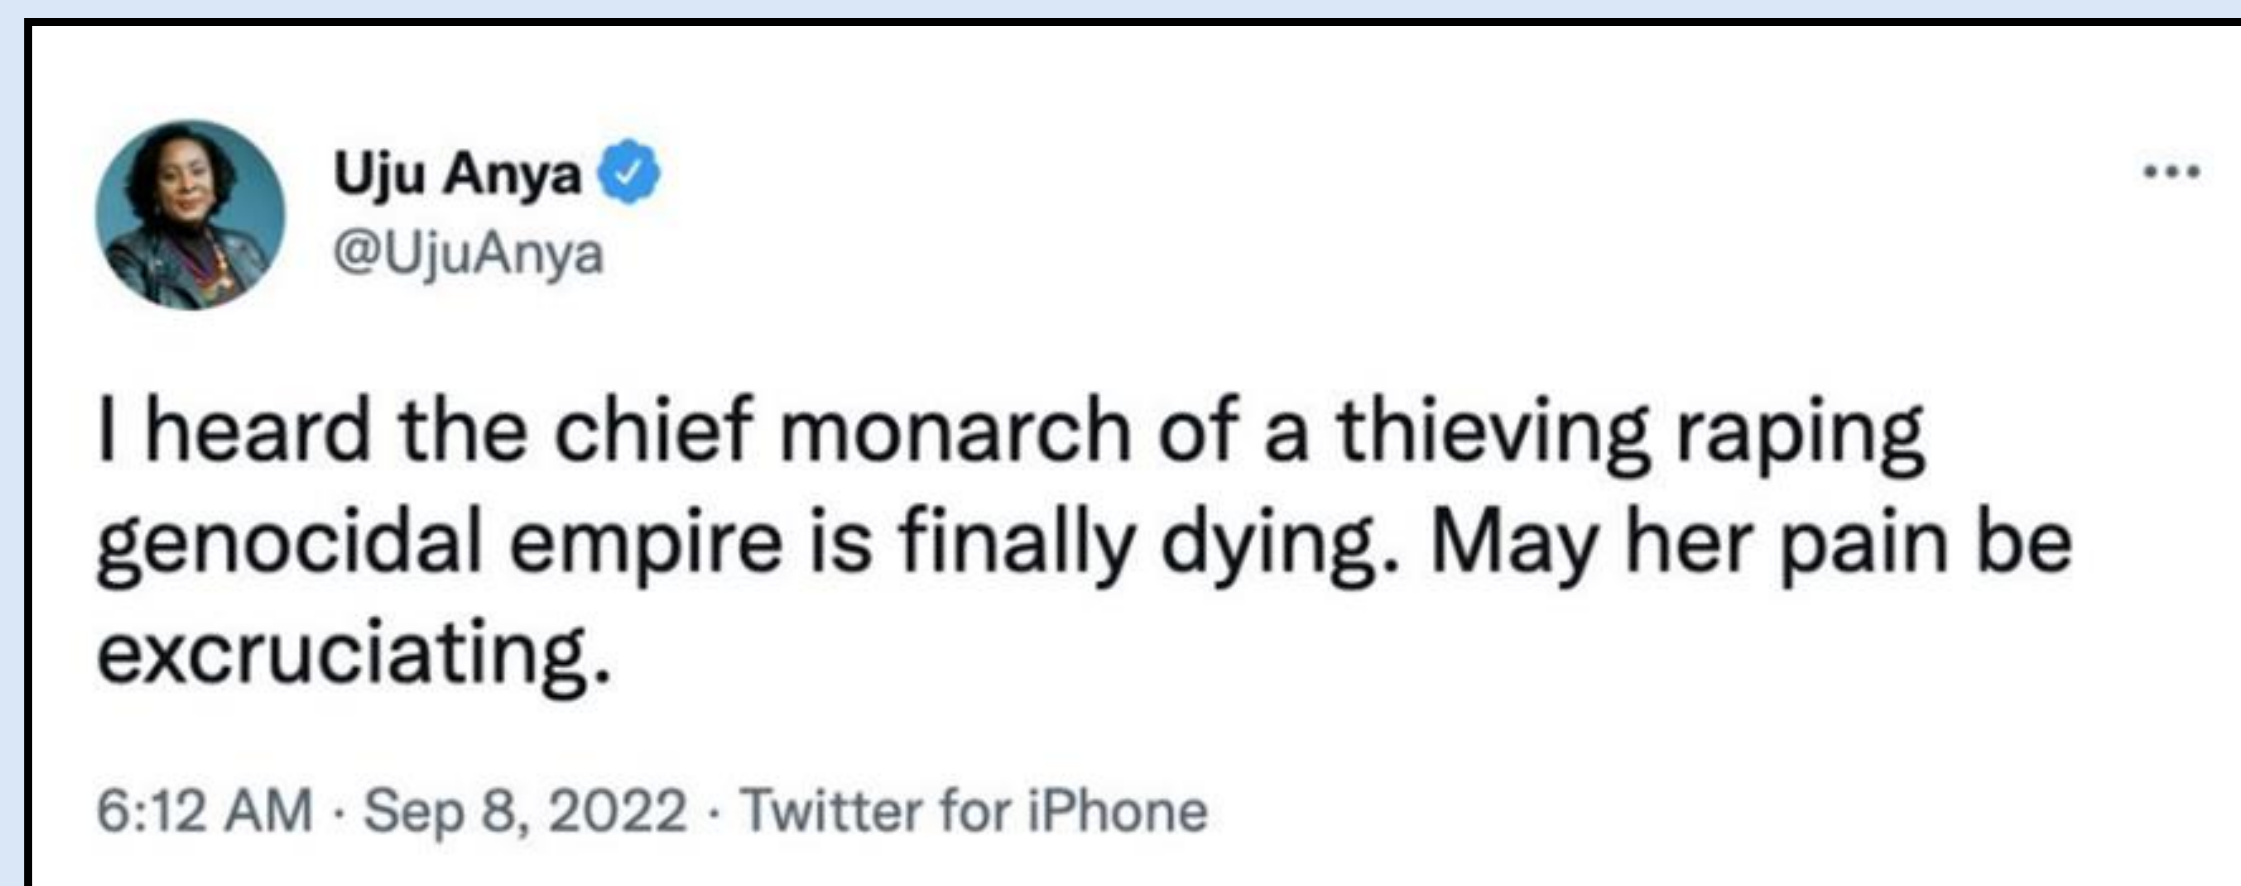 Uju Anya
@UjuAnya
I heard the chief monarch of a thieving raping
genocidal empire is finally dying. May her pain be
excruciating.
6:12 AM · Sep 8, 2022 · Twitter for iPhone